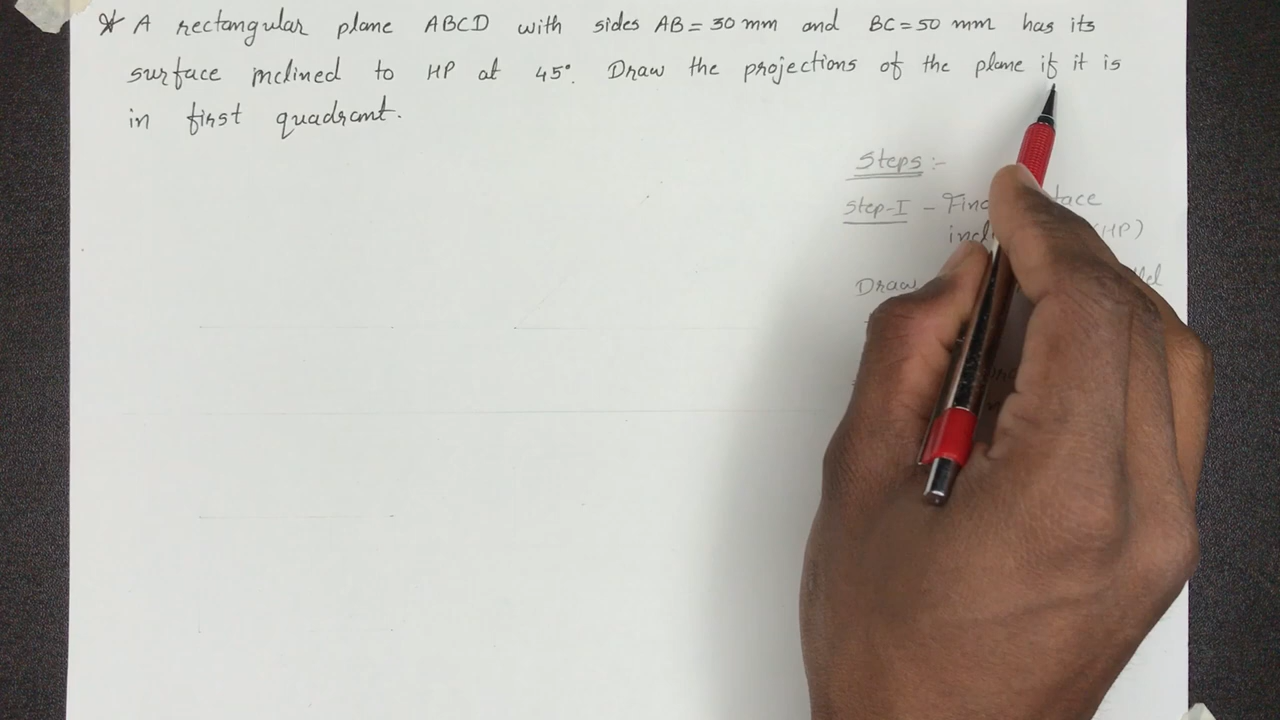 * A rectangular plane ABCD with sides AB = 30 mm and BC = 50 mm has its
surface inclined to HP at 45°. Draw the projections of the plane if it is
in first quadrant.
Steps :-
Step-I -
HP)
Draw